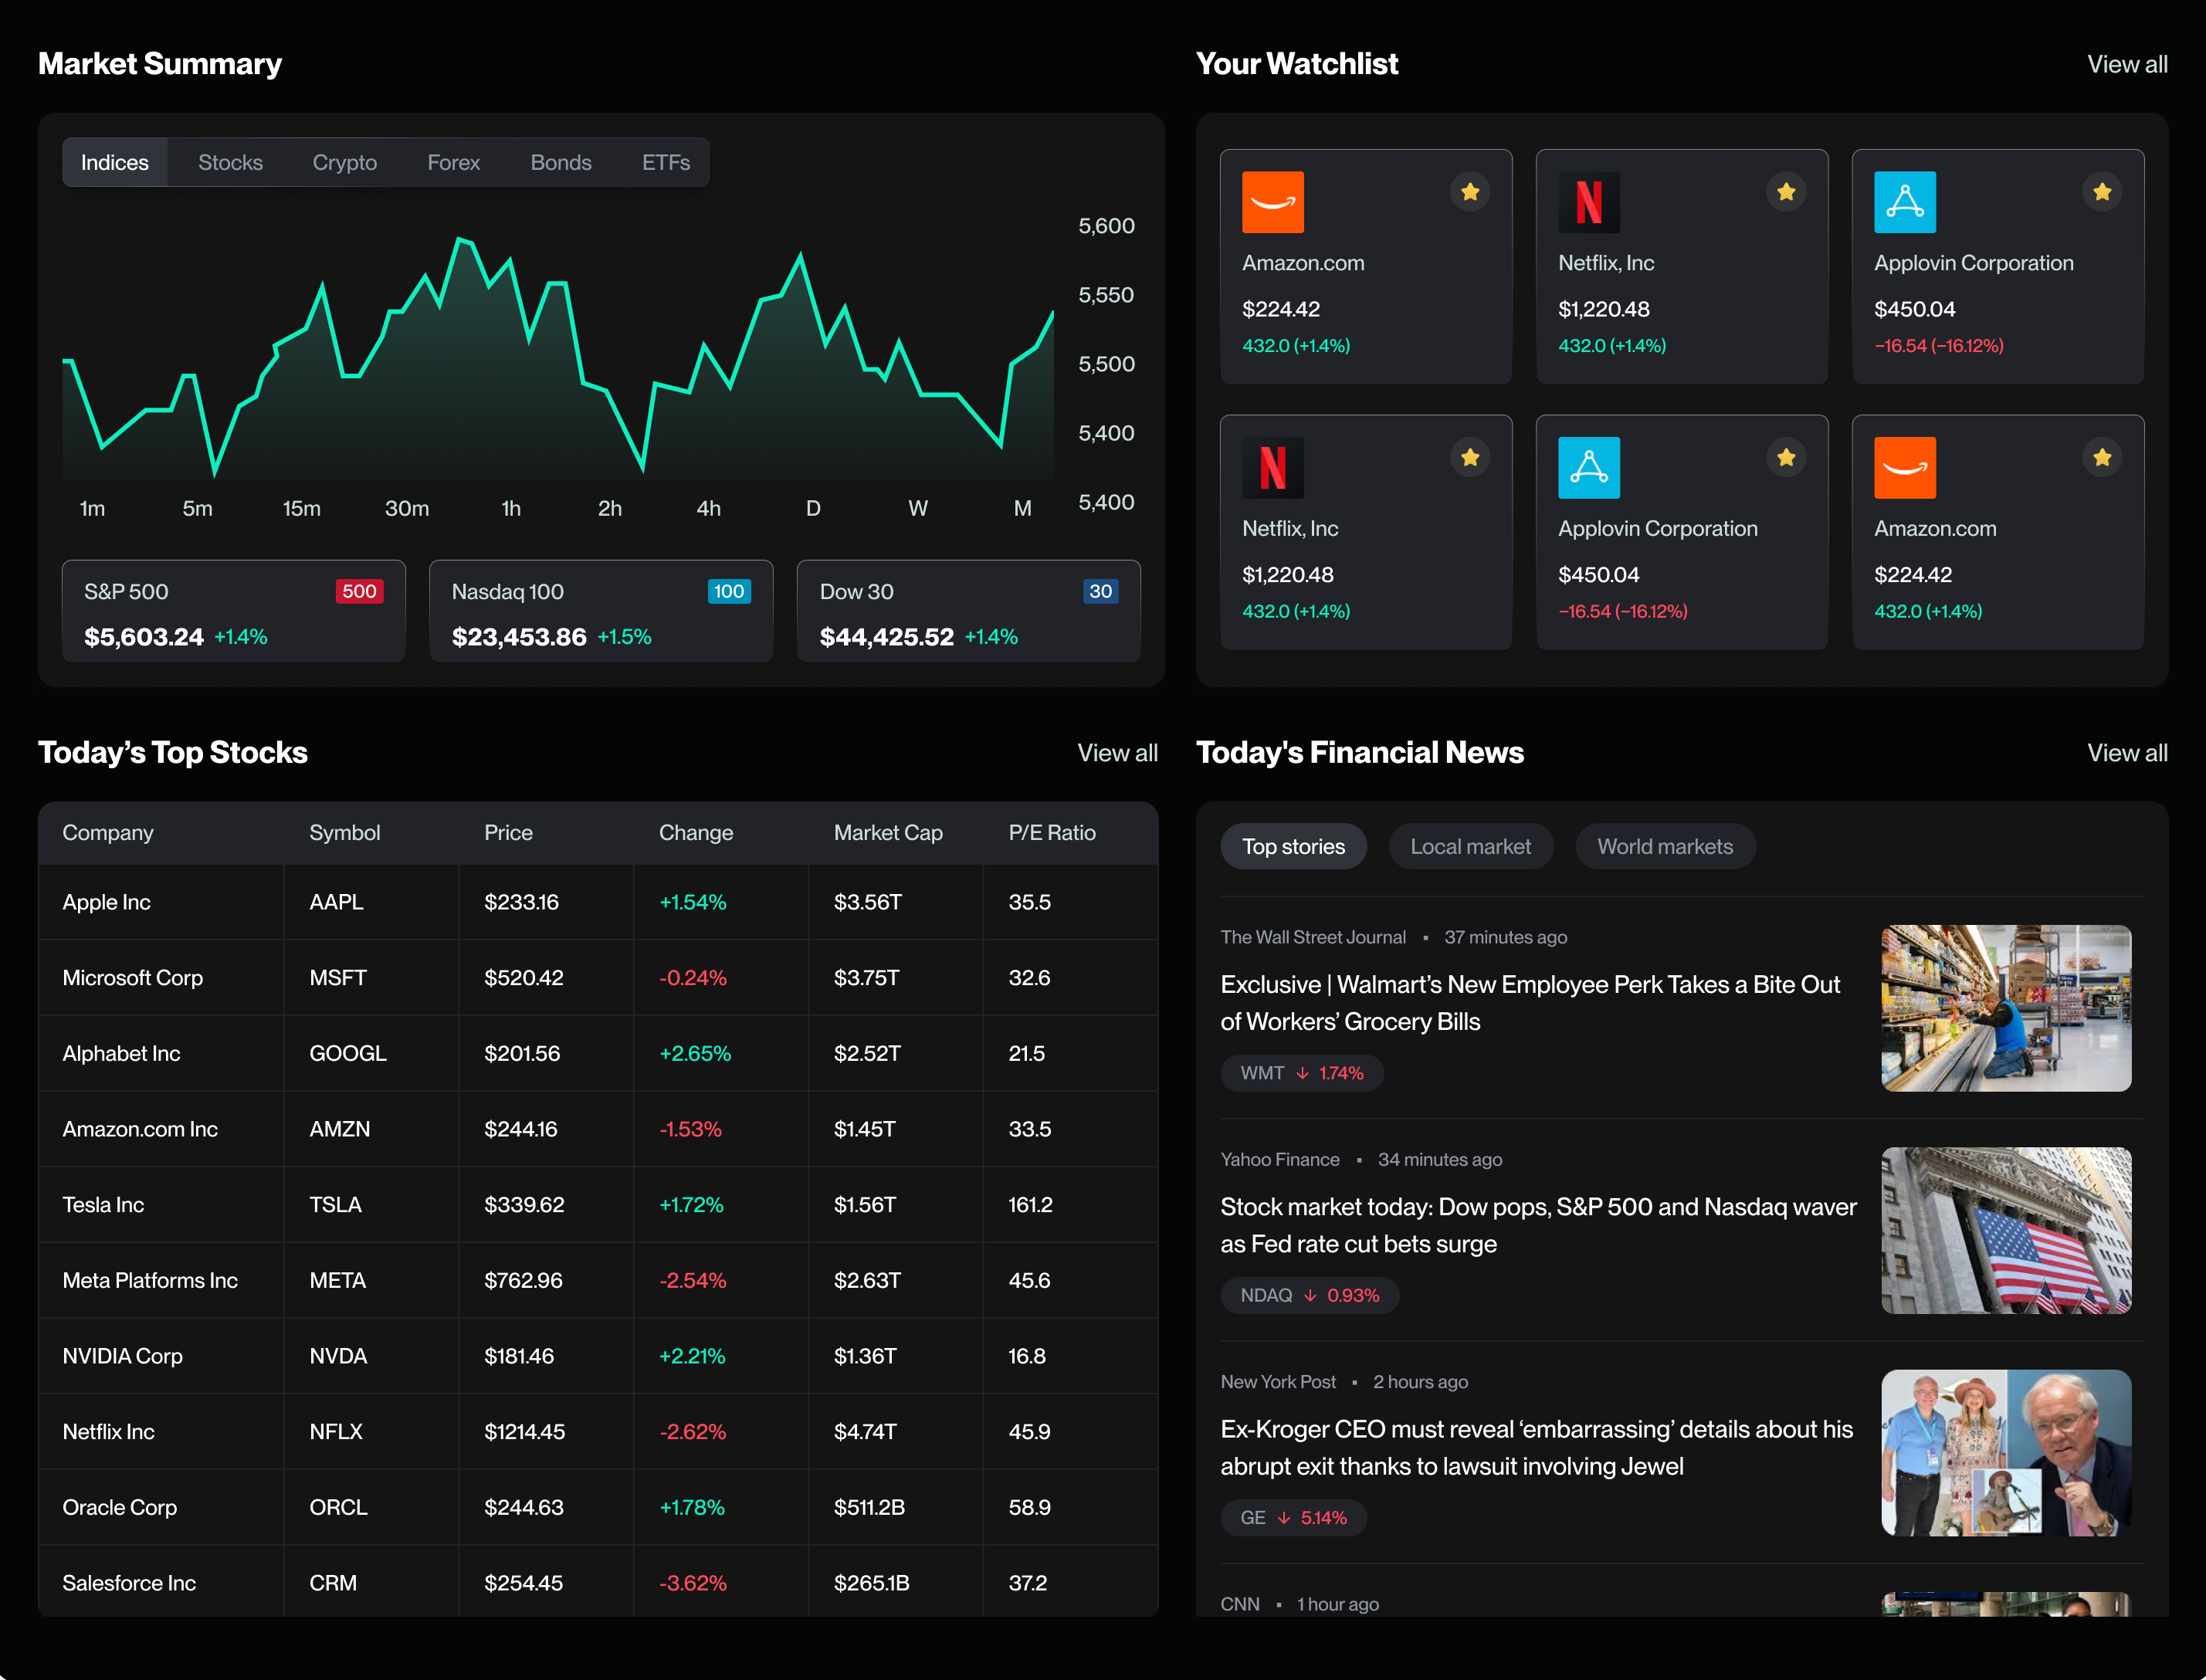 Market Summary
Indices Stocks Crypto Forex Bonds ETFs
5,600
5,550
5,500
5,400
5,400
1m 5m 15m 30m 1h 2h 4h D W M
S&P 500 500
$5,603.24 +1.4%
Nasdaq 100 100
$23,453.86 +1.5%
Dow 30 30
$44,425.52 +1.4%
Your Watchlist View all
Amazon.com
$224.42
432.0 (+1.4%)
N
Netflix, Inc
$1,220.48
432.0 (+1.4%)
Applovin Corporation
$450.04
−16.54 (−16.12%)
N
Netflix, Inc
$1,220.48
432.0 (+1.4%)
Applovin Corporation
$450.04
−16.54 (−16.12%)
Amazon.com
$224.42
432.0 (+1.4%)
Today’s Top Stocks View all
Company Symbol Price Change Market Cap P/E Ratio
Apple Inc AAPL $233.16 +1.54% $3.56T 35.5
Microsoft Corp MSFT $520.42 -0.24% $3.75T 32.6
Alphabet Inc GOOGL $201.56 +2.65% $2.52T 21.5
Amazon.com Inc AMZN $244.16 -1.53% $1.45T 33.5
Tesla Inc TSLA $339.62 +1.72% $1.56T 161.2
Meta Platforms Inc META $762.96 -2.54% $2.63T 45.6
NVIDIA Corp NVDA $181.46 +2.21% $1.36T 16.8
Netflix Inc NFLX $1214.45 -2.62% $4.74T 45.9
Oracle Corp ORCL $244.63 +1.78% $511.2B 58.9
Salesforce Inc CRM $254.45 -3.62% $265.1B 37.2
Today's Financial News View all
Top stories Local market World markets
The Wall Street Journal ▪ 37 minutes ago
Exclusive | Walmart’s New Employee Perk Takes a Bite Out
of Workers’ Grocery Bills
WMT ↓ 1.74%
Yahoo Finance ▪ 34 minutes ago
Stock market today: Dow pops, S&P 500 and Nasdaq waver
as Fed rate cut bets surge
NDAQ ↓ 0.93%
New York Post ▪ 2 hours ago
Ex-Kroger CEO must reveal ‘embarrassing’ details about his
abrupt exit thanks to lawsuit involving Jewel
GE ↓ 5.14%
CNN ▪ 1 hour ago